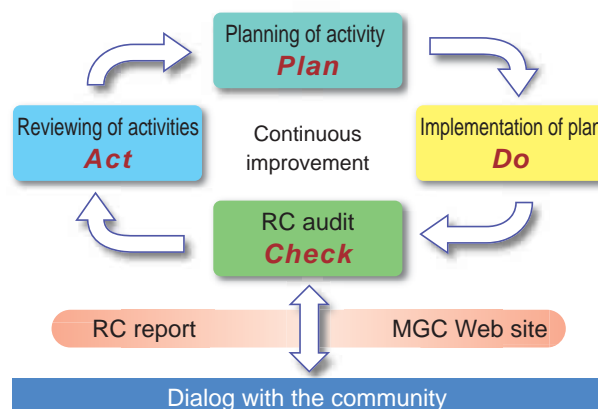 Planning of activity
Plan
Reviewing of activities
Act
Continuous
improvement
Implementation of plan
Do
RC audit
Check
RC report
MGC Web site
Dialog with the community